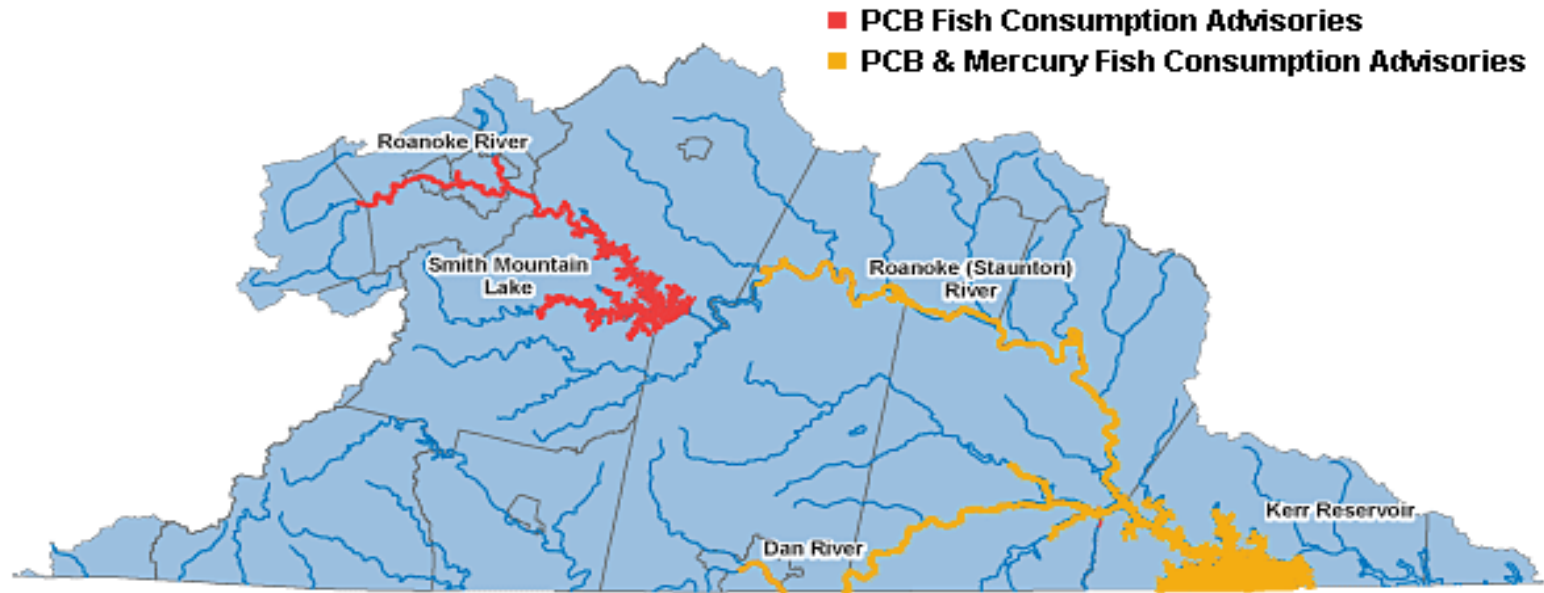 PCB Fish Consumption Advisories
PCB & Mercury Fish Consumption Advisories
Roanoke River
Smith Mountain
Lake
Roanoke (Staunton)
River
Kerr Reservoir
Dan River